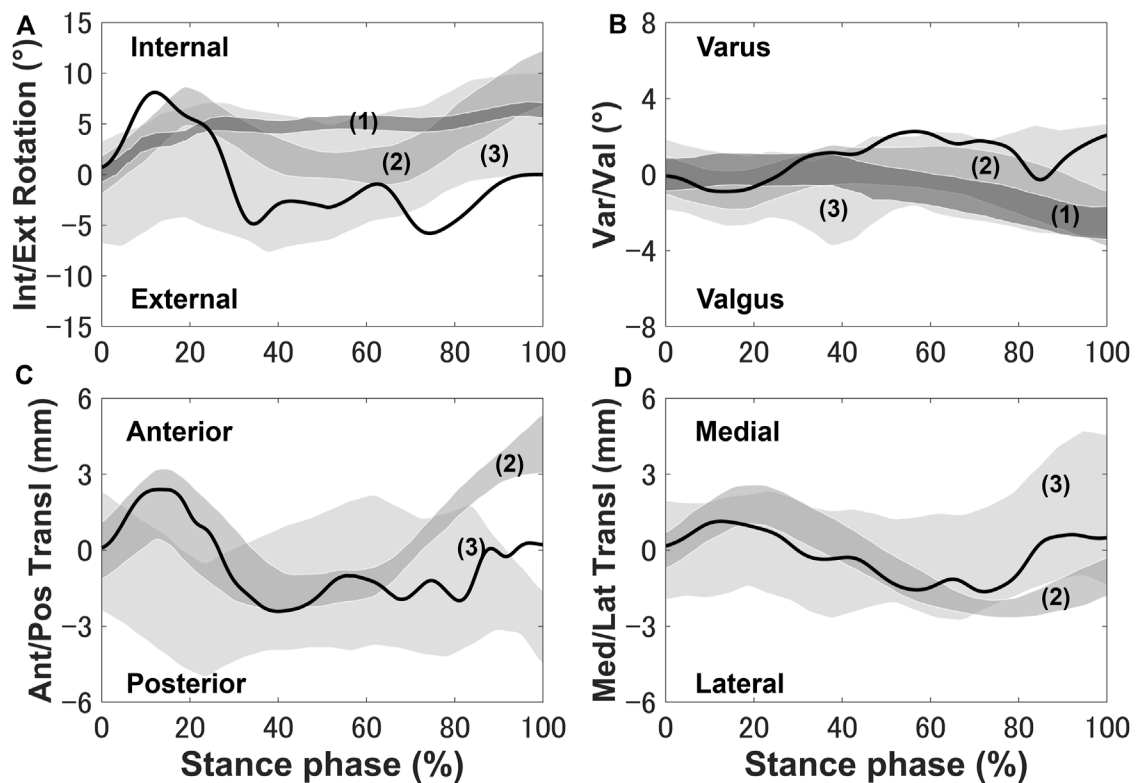 A
Int/Ext Rotation (°)
15
10
5
0
−5
−10
−15
Internal
(1)
(2)
(3)
External
0 20 40 60 80 100
B
Var/Val (°)
8
4
0
−4
−8
Varus
(2)
(3)
(1)
Valgus
0 20 40 60 80 100
C
Ant/Pos Transl (mm)
6
3
0
−3
−6
Anterior
(2)
(3)
Posterior
0 20 40 60 80 100
Stance phase (%)
D
Med/Lat Transl (mm)
6
3
0
−3
−6
Medial
(3)
(2)
Lateral
0 20 40 60 80 100
Stance phase (%)